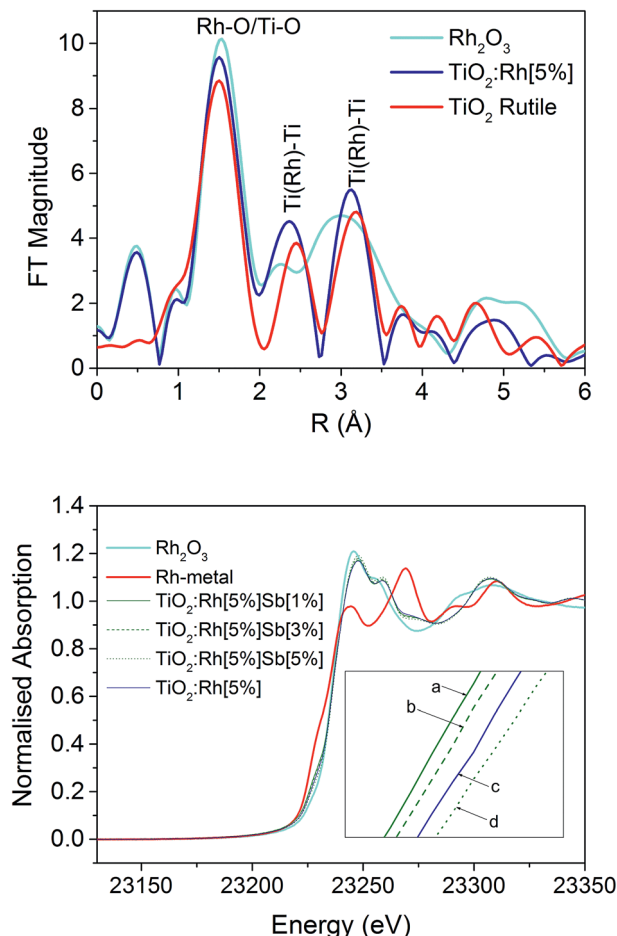 Rh-O/Ti-O
Rh₂O₃
TiO₂:Rh[5%]
TiO₂ Rutile
Ti(Rh)-Ti
Ti(Rh)-Ti
FT Magnitude
10
8
6
4
2
0
0 1 2 3 4 5 6
R (Å)
1.4
1.2
1.0
0.8
0.6
0.4
0.2
0.0
Normalised Absorption
Rh₂O₃
Rh-metal
TiO₂:Rh[5%]Sb[1%]
TiO₂:Rh[5%]Sb[3%]
TiO₂:Rh[5%]Sb[5%]
TiO₂:Rh[5%]
a
b
c
d
23150 23200 23250 23300 23350
Energy (eV)